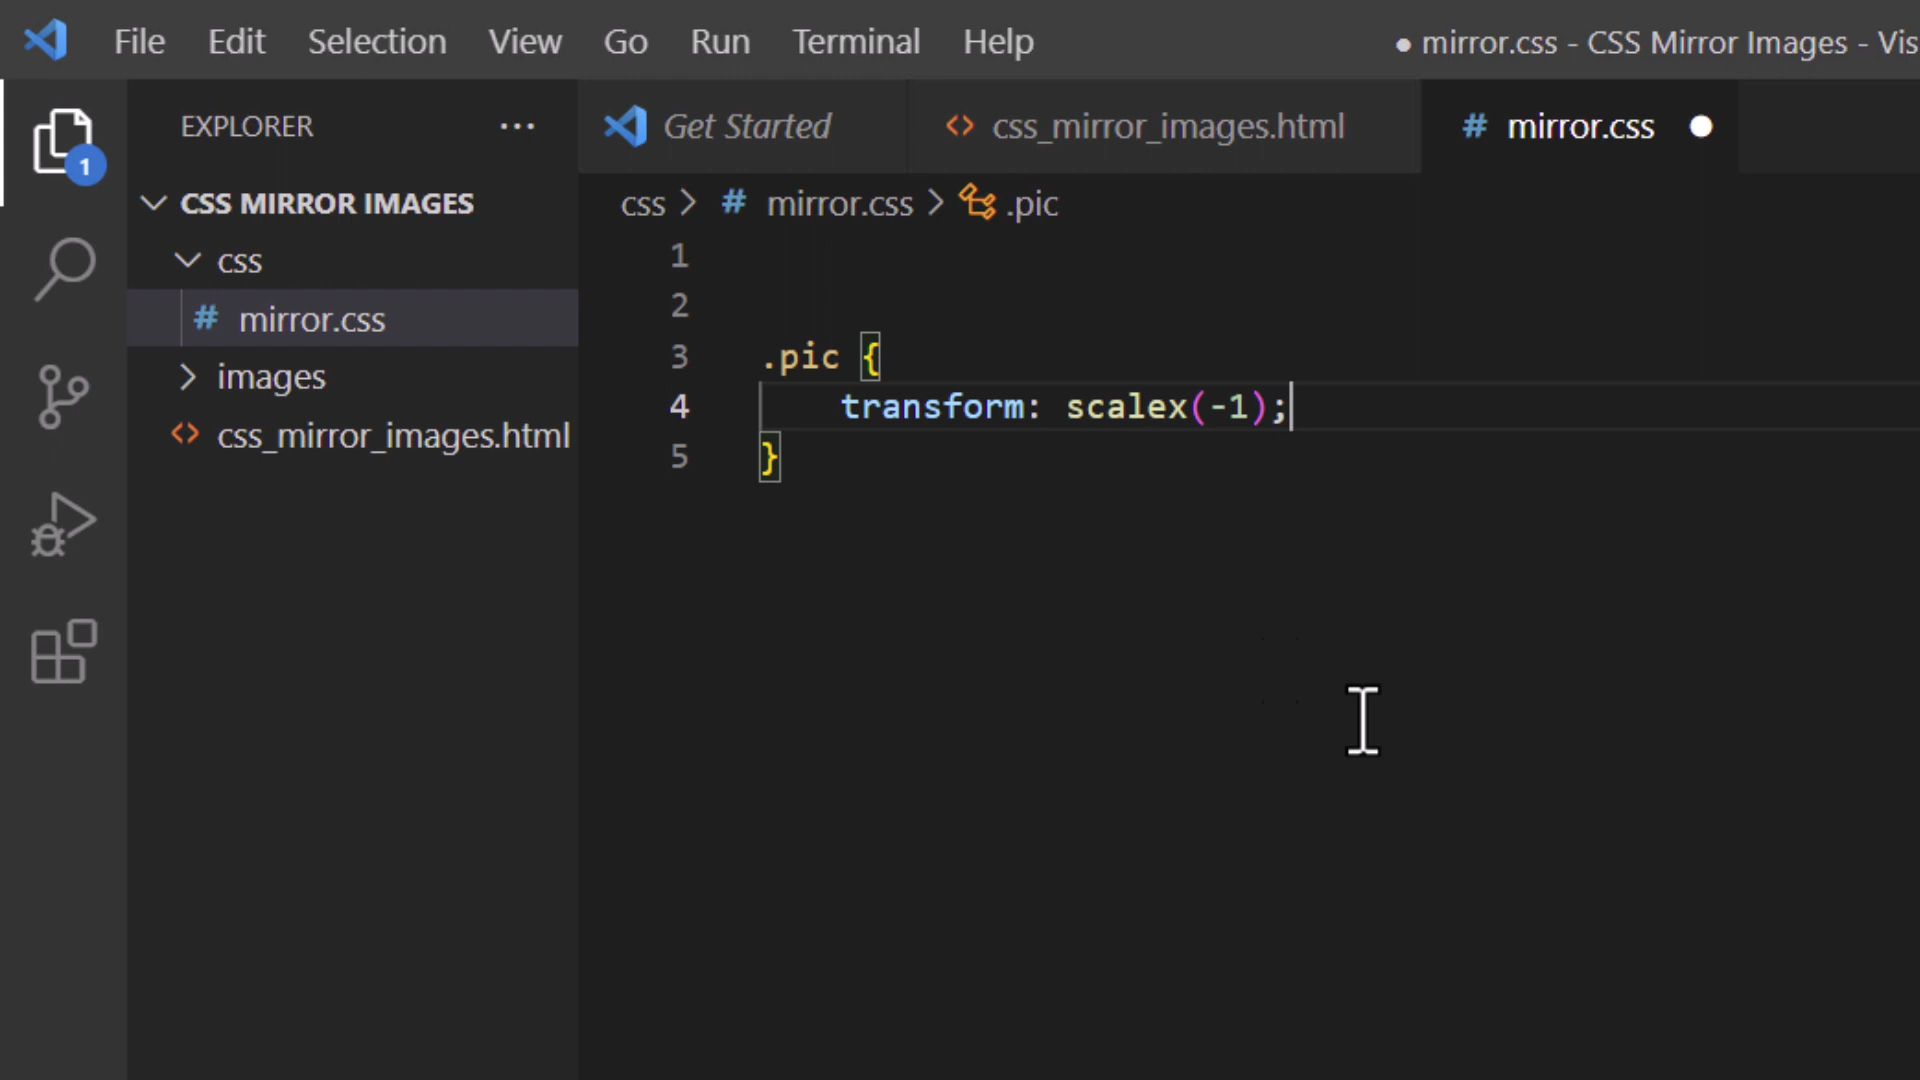 File Edit Selection View Go Run Terminal Help ● mirror.css - CSS Mirror Images - Vis
EXPLORER ···
Get Started css_mirror_images.html # mirror.css ●
1
CSS MIRROR IMAGES
css > # mirror.css > .pic
css
# mirror.css
images
css_mirror_images.html
1
2
3 .pic {
4 transform: scalex(-1);
5 }